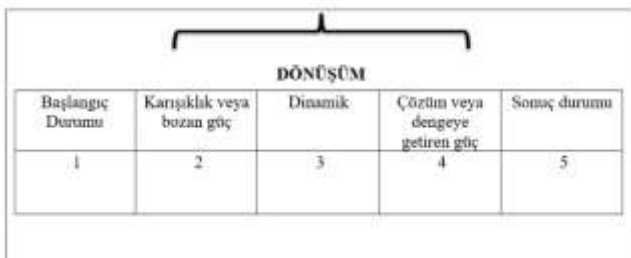 DÖNÜŞÜM
Başlangıç Durumu
Karışıklık veya bozan güç
Dinamik
Çözüm veya dengeye getiren güç
Sonuç durumu
1
2
3
4
5